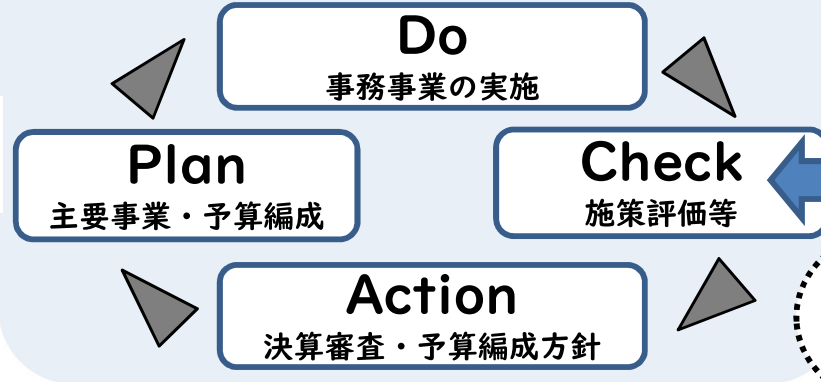 Do
事務事業の実施
Plan
主要事業・予算編成
Check
施策評価等
Action
決算審査・予算編成方針